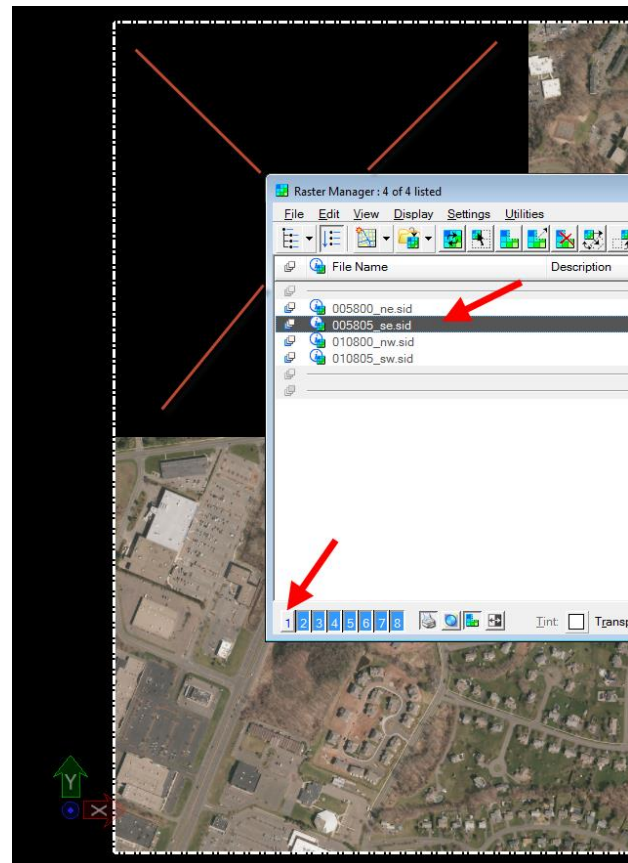 Raster Manager : 4 of 4 listed
File Edit View Display Settings Utilities
File Name Description
005800_ne.sid
005805_se.sid
010800_nw.sid
010805_sw.sid
1 2 3 4 5 6 7 8 Tint: Transp
Y
X